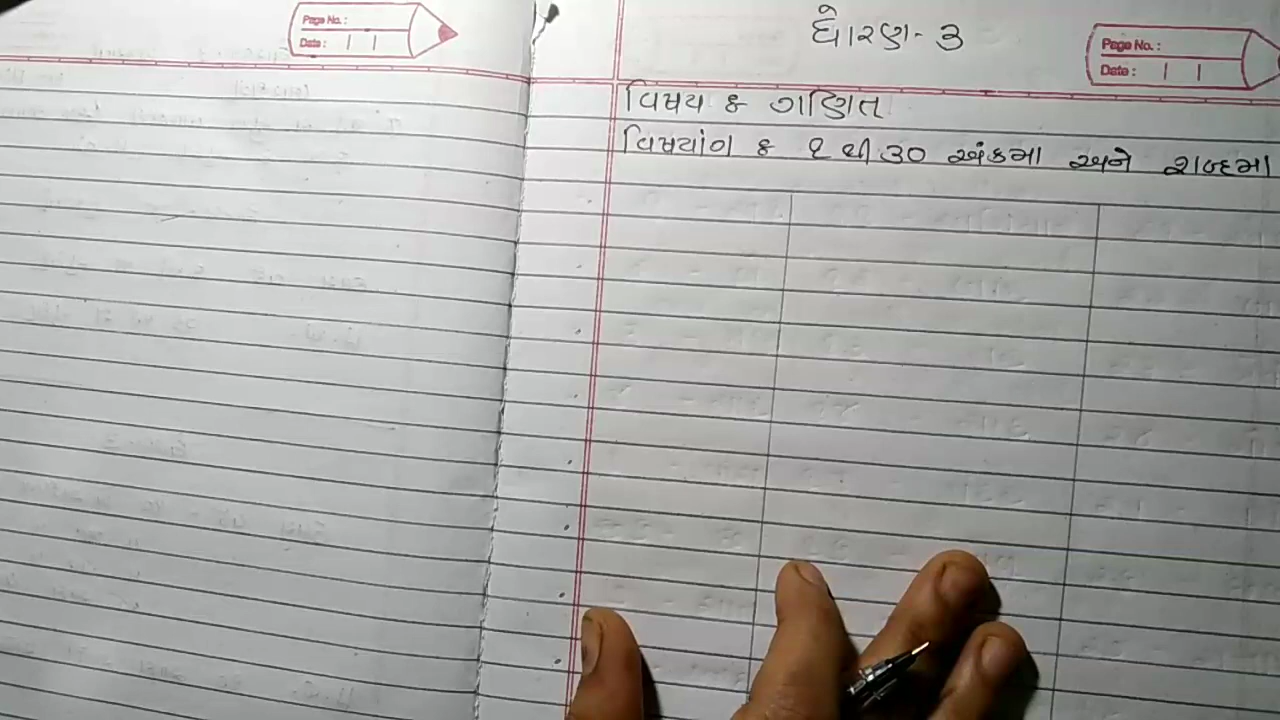 Page No. :
Date :
ધોરણ - ૩
Page No. :
Date :
વિષય : ગણિત
વિષયાંગ : ૧ થી ૩૦ અંકમા અને શબ્દમા